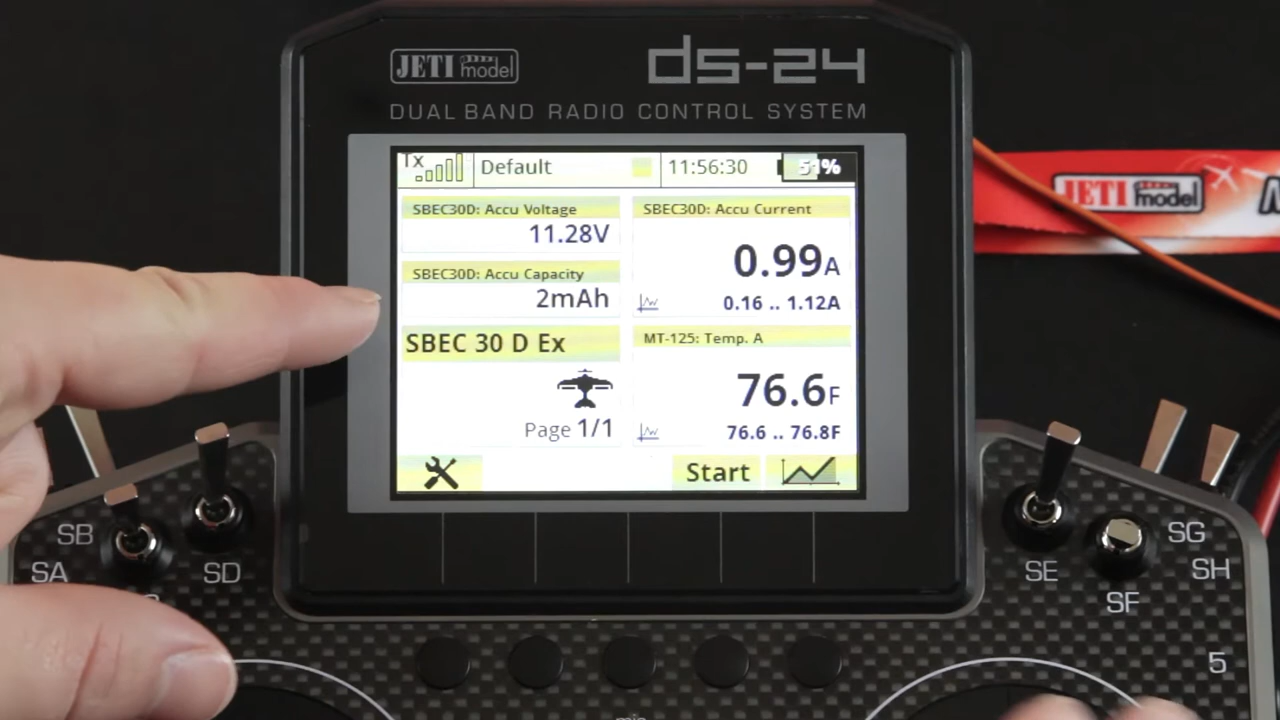 JETI model
ds-24
DUAL BAND RADIO CONTROL SYSTEM
Tx
Default
11:56:30
51%
SBEC30D: Accu Voltage
11.28V
SBEC30D: Accu Capacity
2mAh
SBEC 30 D Ex
Page 1/1
SBEC30D: Accu Current
0.99A
0.16 .. 1.12A
MT-125: Temp. A
76.6F
76.6 .. 76.8F
Start
JETI model
SB
SA
SD
SE
SG
SH
SF
5